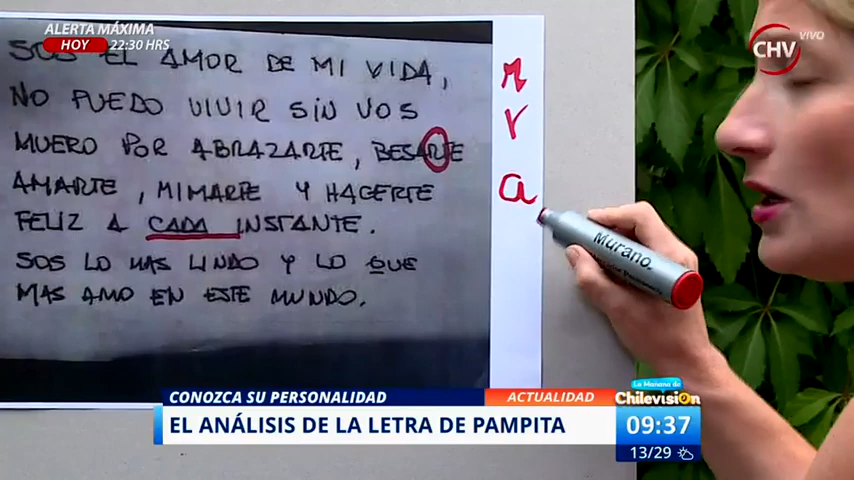 ALERTA MÁXIMA
HOY 22:30 HRS
CHV VIVO
SOS EL AMOR DE MI VIDA,
NO PUEDO VIVIR SIN VOS
MUERO POR ABRAZARTE, BESARTE
AMARTE, MIMARTE Y HACERTE
FELIZ A CADA INSTANTE.
SOS LO MAS LINDO Y LO QUE
MAS AMO EN ESTE MUNDO.
r
a
Murano.
CONOZCA SU PERSONALIDAD
ACTUALIDAD
EL ANÁLISIS DE LA LETRA DE PAMPITA
La Mañana de
Chilevisión
09:37
13/29